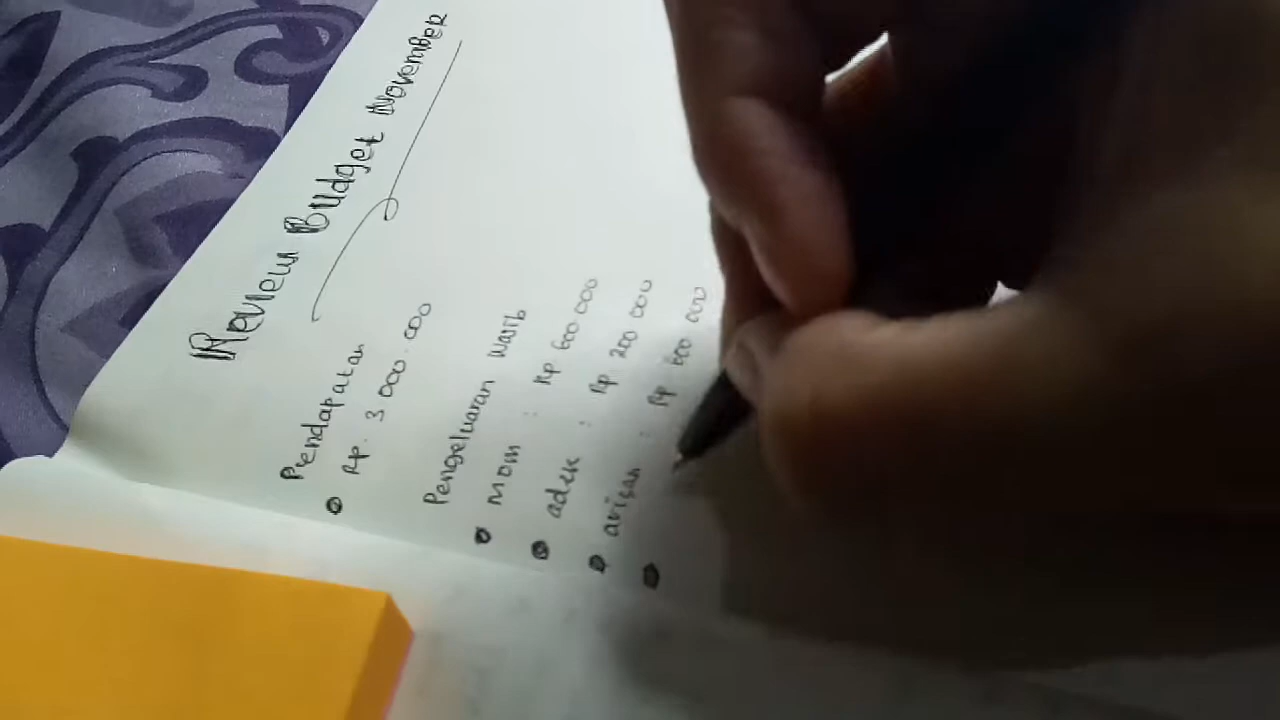 Review Budget November
Pendapatan
Rp. 3 000.000
Pengeluaran Wajib
Mom : Rp 600 000
adek : Rp 200 000
arisan : Rp 600 000